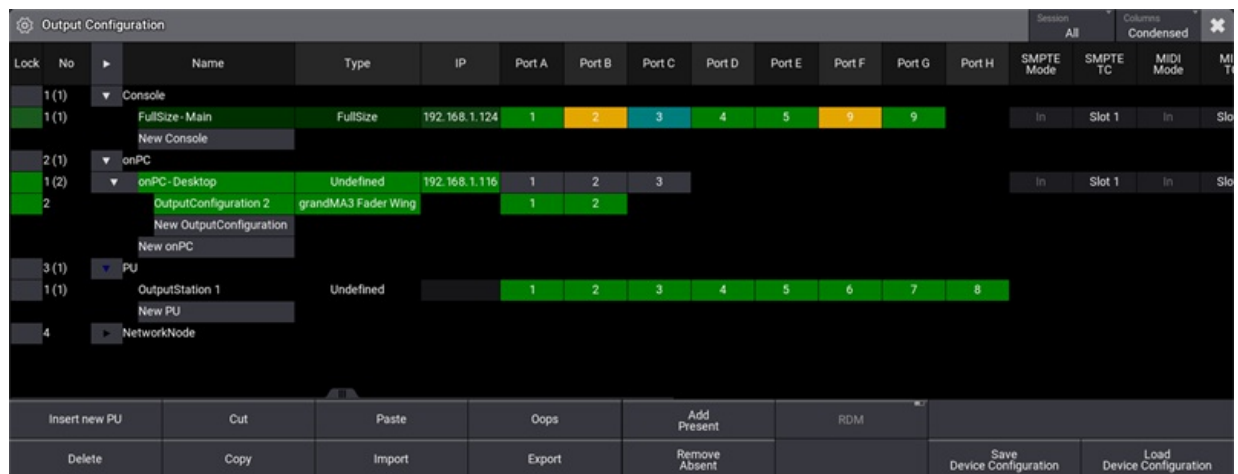 Output Configuration Session All Columns Condensed
Lock No Name Type IP Port A Port B Port C Port D Port E Port F Port G Port H SMPTE Mode SMPTE TC MIDI Mode
1 (1) Console
1 (1) FullSize-Main FullSize 192.168.1.124 1 2 3 4 5 9 9 In Slot 1 In Slo
New Console
2 (1) onPC
1 (2) onPC-Desktop Undefined 192.168.1.116 1 2 3 In Slot 1 In Slo
2 OutputConfiguration 2 grandMA3 Fader Wing 1 2
New OutputConfiguration
New onPC
3 (1) PU
1 (1) OutputStation 1 Undefined 1 2 3 4 5 6 7 8
New PU
4 NetworkNode
Insert new PU Cut Paste Oops Add Present RDM
Delete Copy Import Export Remove Absent Save Device Configuration Load Device Configuration